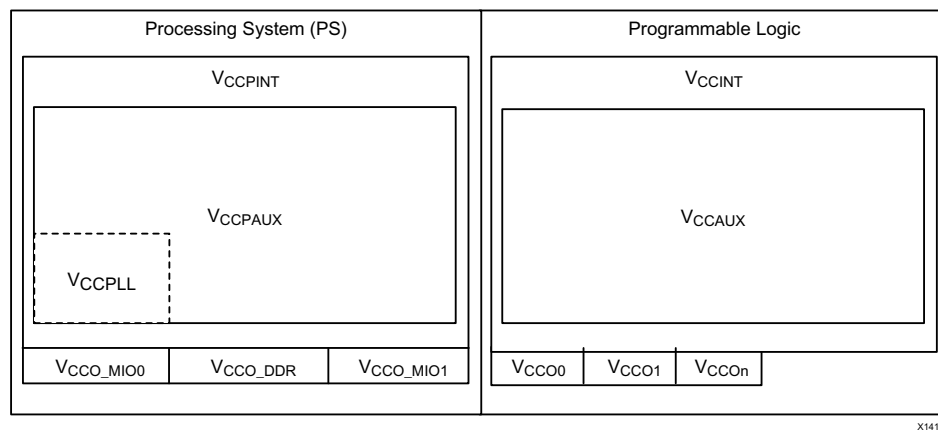 Processing System (PS)
Programmable Logic
VCCPINT
VCCINT
VCCPAUX
VCCAUX
VCCPLL
VCCO_MIO0
VCCO_DDR
VCCO_MIO1
VCCO0
VCCO1
VCCOn
X141